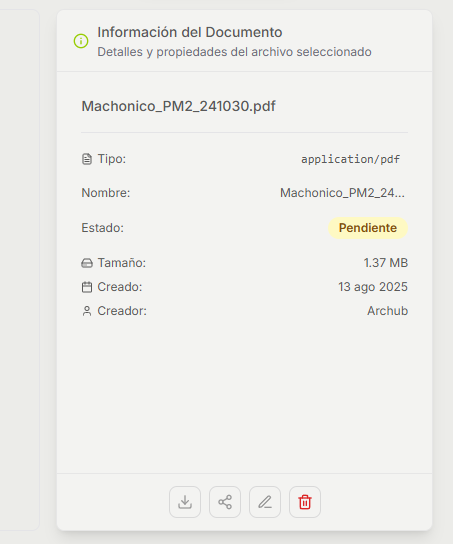 Información del Documento
Detalles y propiedades del archivo seleccionado
Machonico_PM2_241030.pdf
Tipo: application/pdf
Nombre: Machonico_PM2_24...
Estado: Pendiente
Tamaño: 1.37 MB
Creado: 13 ago 2025
Creador: Archub